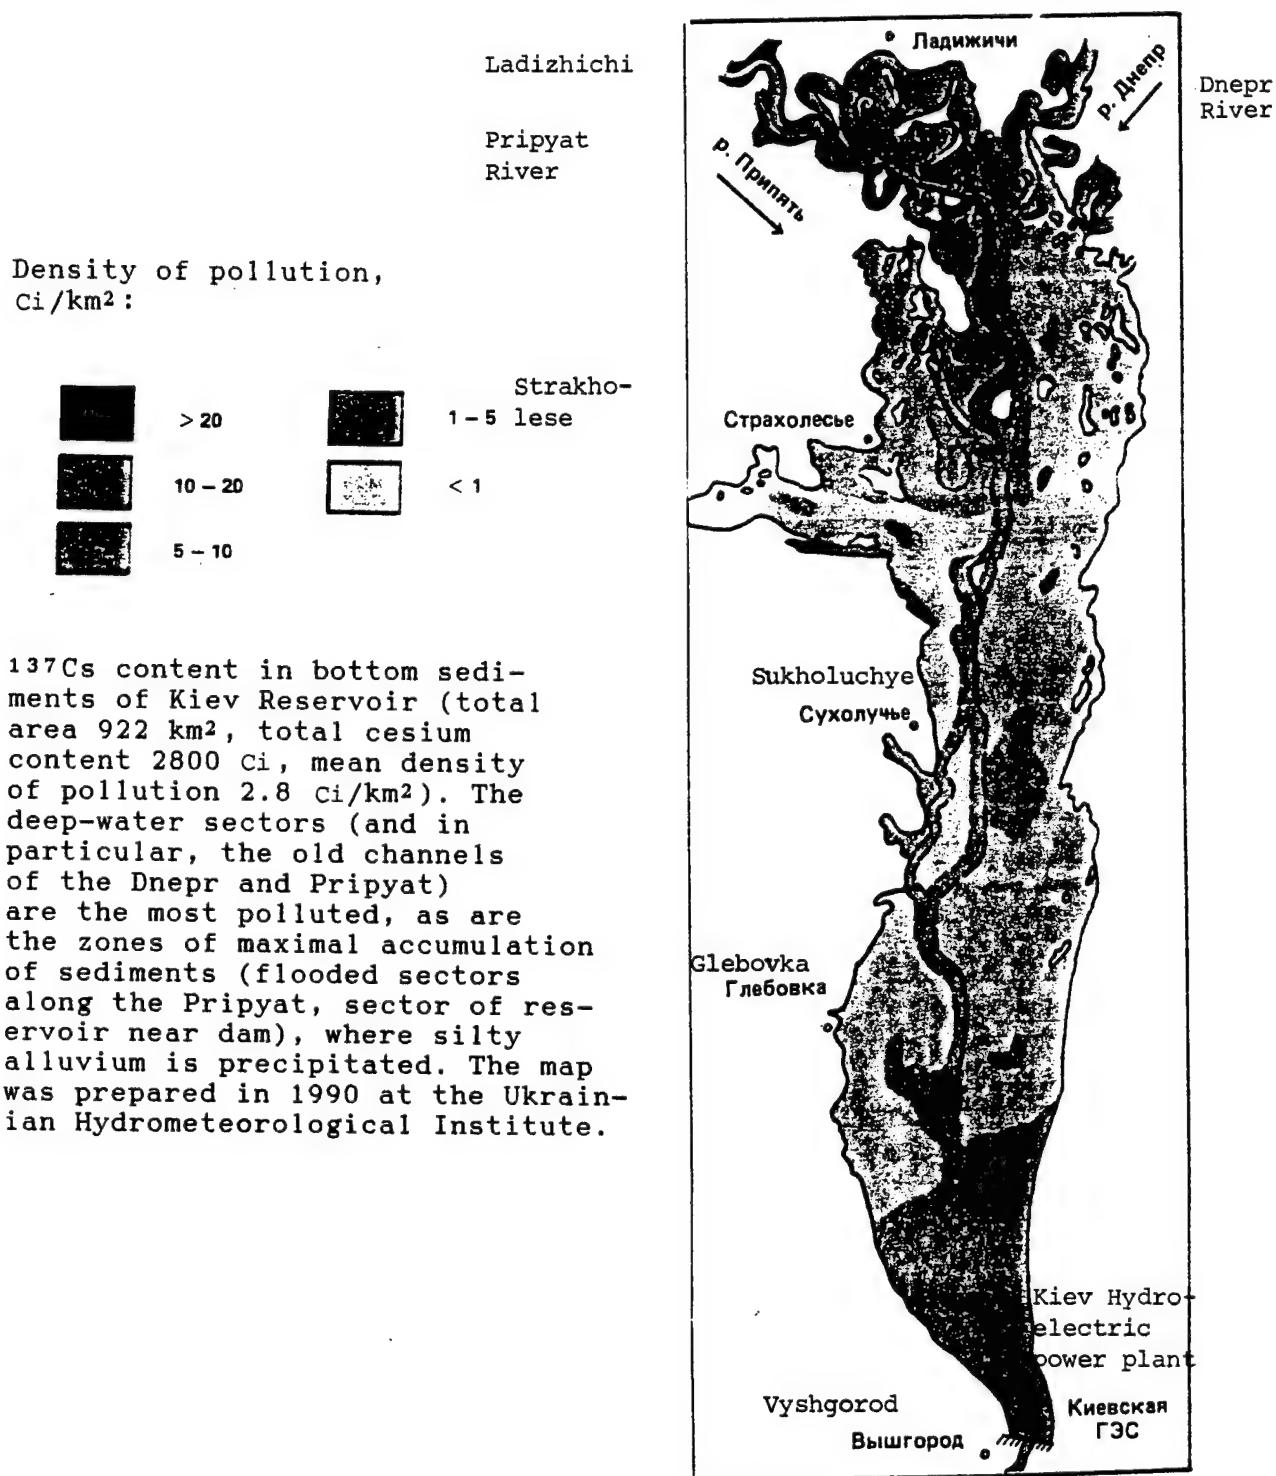 Ladizhichi
Pripyat
River
Density of pollution,
Ci/km²:
> 20
10 – 20
5 – 10
1 – 5
< 1
Strakho-
lese
137Cs content in bottom sedi-
ments of Kiev Reservoir (total
area 922 km², total cesium
content 2800 Ci, mean density
of pollution 2.8 Ci/km²). The
deep-water sectors (and in
particular, the old channels
of the Dnepr and Pripyat)
are the most polluted, as are
the zones of maximal accumulation
of sediments (flooded sectors
along the Pripyat, sector of res-
ervoir near dam), where silty
alluvium is precipitated. The map
was prepared in 1990 at the Ukrain-
ian Hydrometeorological Institute.
Ладижичи
р. Днепр
Dnepr
River
р. Припять
Страхолесье
Sukholuchye
Сухолучье
Glebovka
Глебовка
Kiev Hydro-
electric
power plant
Vyshgorod
Вышгород
Киевская
ГЭС